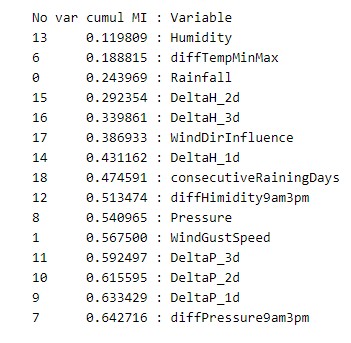 No var cumul MI : Variable
13 0.119809 : Humidity
6 0.188815 : diffTempMinMax
0 0.243969 : Rainfall
15 0.292354 : DeltaH_2d
16 0.339861 : DeltaH_3d
17 0.386933 : WindDirInfluence
14 0.431162 : DeltaH_1d
18 0.474591 : consecutiveRainingDays
12 0.513474 : diffHimidity9am3pm
8 0.540965 : Pressure
1 0.567500 : WindGustSpeed
11 0.592497 : DeltaP_3d
10 0.615595 : DeltaP_2d
9 0.633429 : DeltaP_1d
7 0.642716 : diffPressure9am3pm